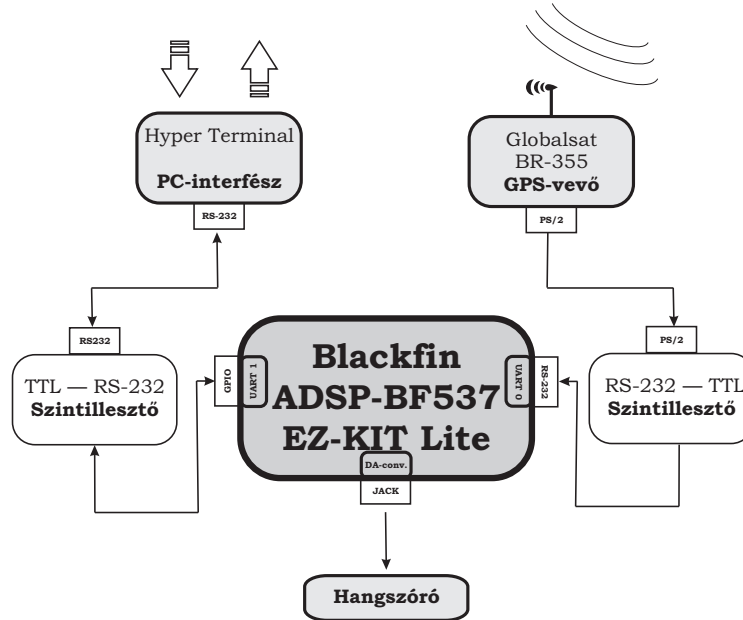 Hyper Terminal
PC-interfész
RS-232
Globalsat
BR-355
GPS-vevő
PS/2
RS232
TTL — RS-232
Szintillesztő
GPIO
UART 1
Blackfin
ADSP-BF537
EZ-KIT Lite
UART 0
RS-232
DA-conv.
JACK
PS/2
RS-232 — TTL
Szintillesztő
Hangszóró